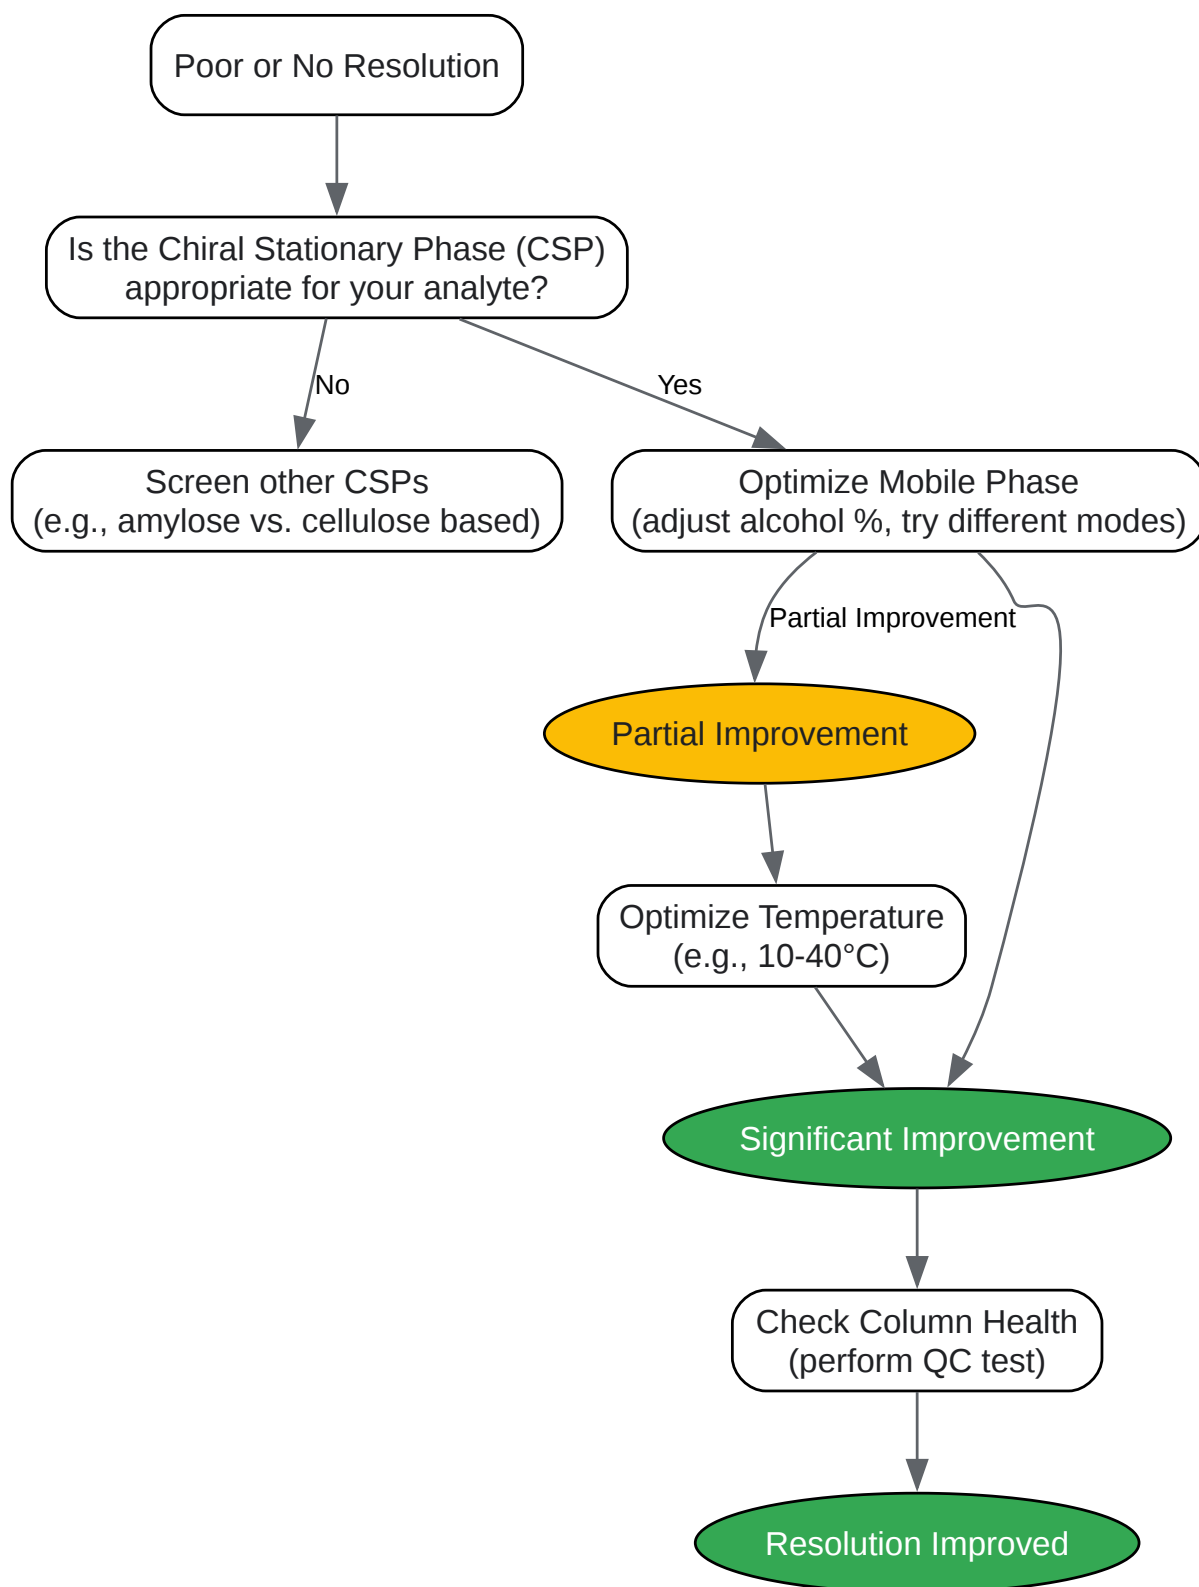 Poor or No Resolution
Is the Chiral Stationary Phase (CSP)
appropriate for your analyte?
No
Yes
Screen other CSPs
(e.g., amylose vs. cellulose based)
Optimize Mobile Phase
(adjust alcohol %, try different modes)
Partial Improvement
Partial Improvement
Optimize Temperature
(e.g., 10-40°C)
Significant Improvement
Check Column Health
(perform QC test)
Resolution Improved